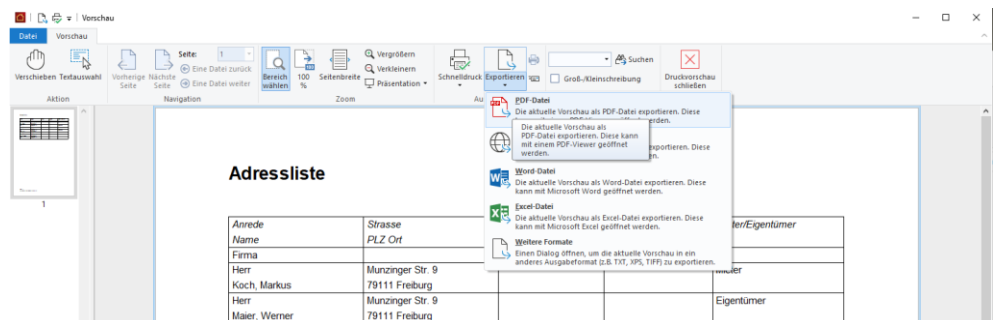 Vorschau
Datei Vorschau
Verschieben Textauswahl
Vorherige Seite
Nächste Seite
Seite: 1
Eine Datei zurück
Eine Datei weiter
Bereich wählen
100 %
Seitenbreite
Vergrößern
Verkleinern
Präsentation
Schnelldruck Exportieren
Suchen
Groß-/Kleinschreibung
Druckvorschau schließen
Aktion Navigation Zoom Au
PDF-Datei
Die aktuelle Vorschau als PDF-Datei exportieren. Diese
Die aktuelle Vorschau als
PDF-Datei exportieren. Diese kann
mit einem PDF-Viewer geöffnet
werden.
exportieren. Diese
Word-Datei
Die aktuelle Vorschau als Word-Datei exportieren. Diese
kann mit Microsoft Word geöffnet werden.
Excel-Datei
Die aktuelle Vorschau als Excel-Datei exportieren. Diese
kann mit Microsoft Excel geöffnet werden.
Weitere Formate
Einen Dialog öffnen, um die aktuelle Vorschau in ein
anderes Ausgabeformat (z.B. TXT, XPS, TIFF) zu exportieren.
1
Adressliste
Anrede Strasse ter/Eigentümer
Name PLZ Ort
Firma
Herr Munzinger Str. 9 Mieter
Koch, Markus 79111 Freiburg
Herr Munzinger Str. 9 Eigentümer
Maier, Werner 79111 Freiburg